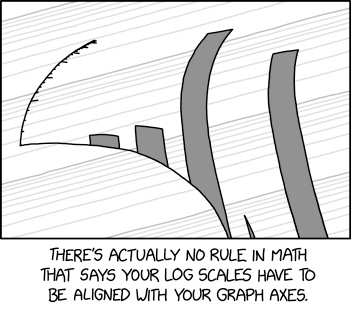 THERE'S ACTUALLY NO RULE IN MATH
THAT SAYS YOUR LOG SCALES HAVE TO
BE ALIGNED WITH YOUR GRAPH AXES.